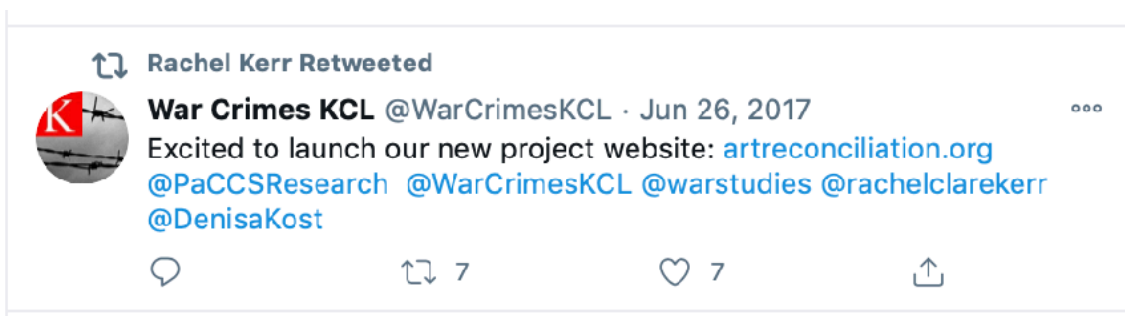 Rachel Kerr Retweeted
War Crimes KCL @WarCrimesKCL · Jun 26, 2017
K
Excited to launch our new project website: artreconciliation.org
@PaCCSResearch @WarCrimesKCL @warstudies @rachelclarekerr
@DenisaKost
7 7